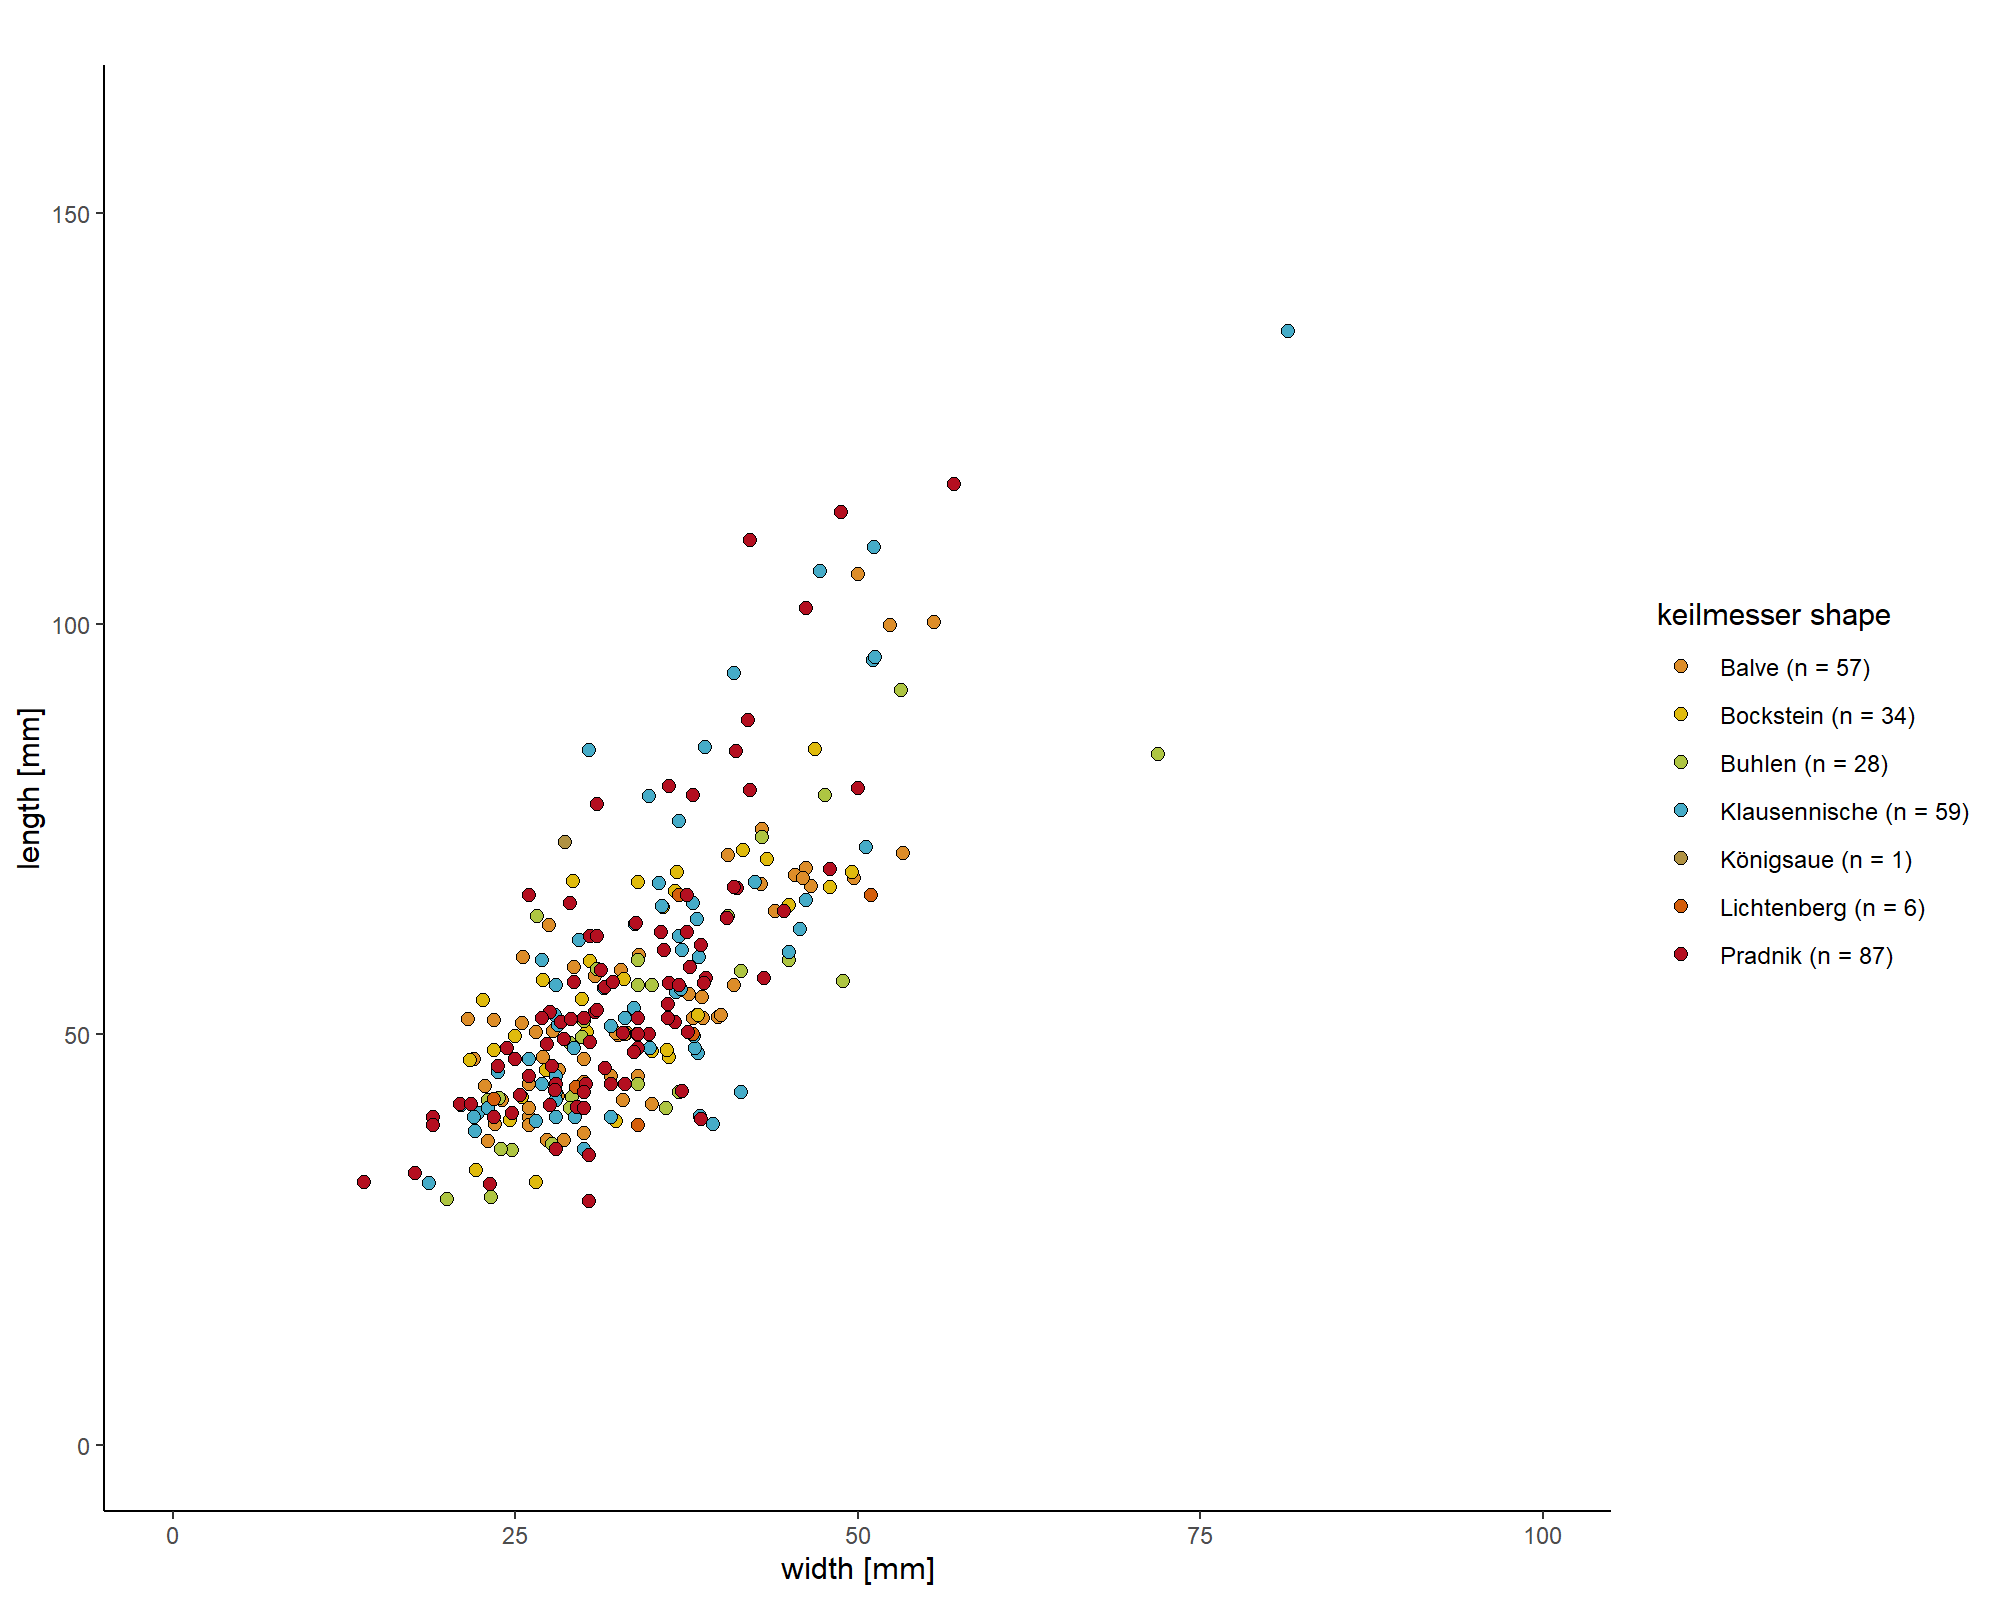 150
100
50
0
length [mm]
0
25
50
75
100
width [mm]
keilmesser shape
Balve (n = 57)
Bockstein (n = 34)
Buhlen (n = 28)
Klausennische (n = 59)
Königsaue (n = 1)
Lichtenberg (n = 6)
Pradnik (n = 87)